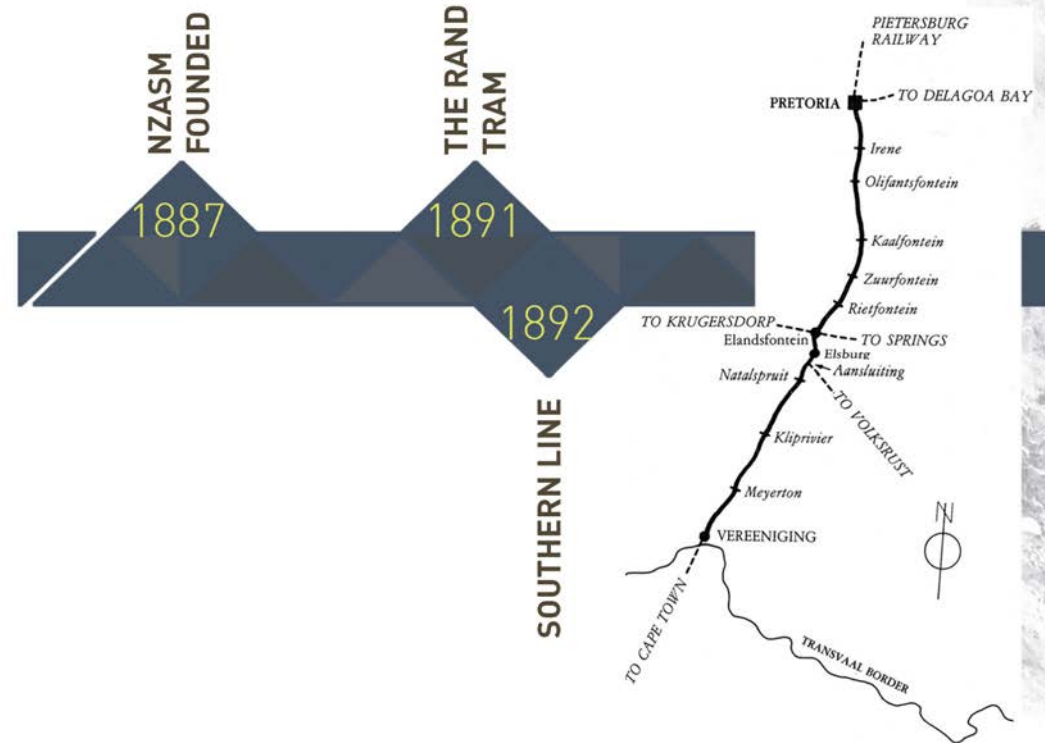 NZASM
FOUNDED
1887
THE RAND
TRAM
1891
1892
SOUTHERN LINE
PIETERSBURG
RAILWAY
PRETORIA
TO DELAGOA BAY
Irene
Olifantsfontein
Kaalfontein
Zuurfontein
Rietfontein
TO KRUGERSDORP
Elandsfontein
TO SPRINGS
Elsburg
Aansluiting
Natalspruit
TO VOLKSRUST
Kliprivier
Meyerton
VEREENIGING
TO CAPE TOWN
TRANSVAAL BORDER
N